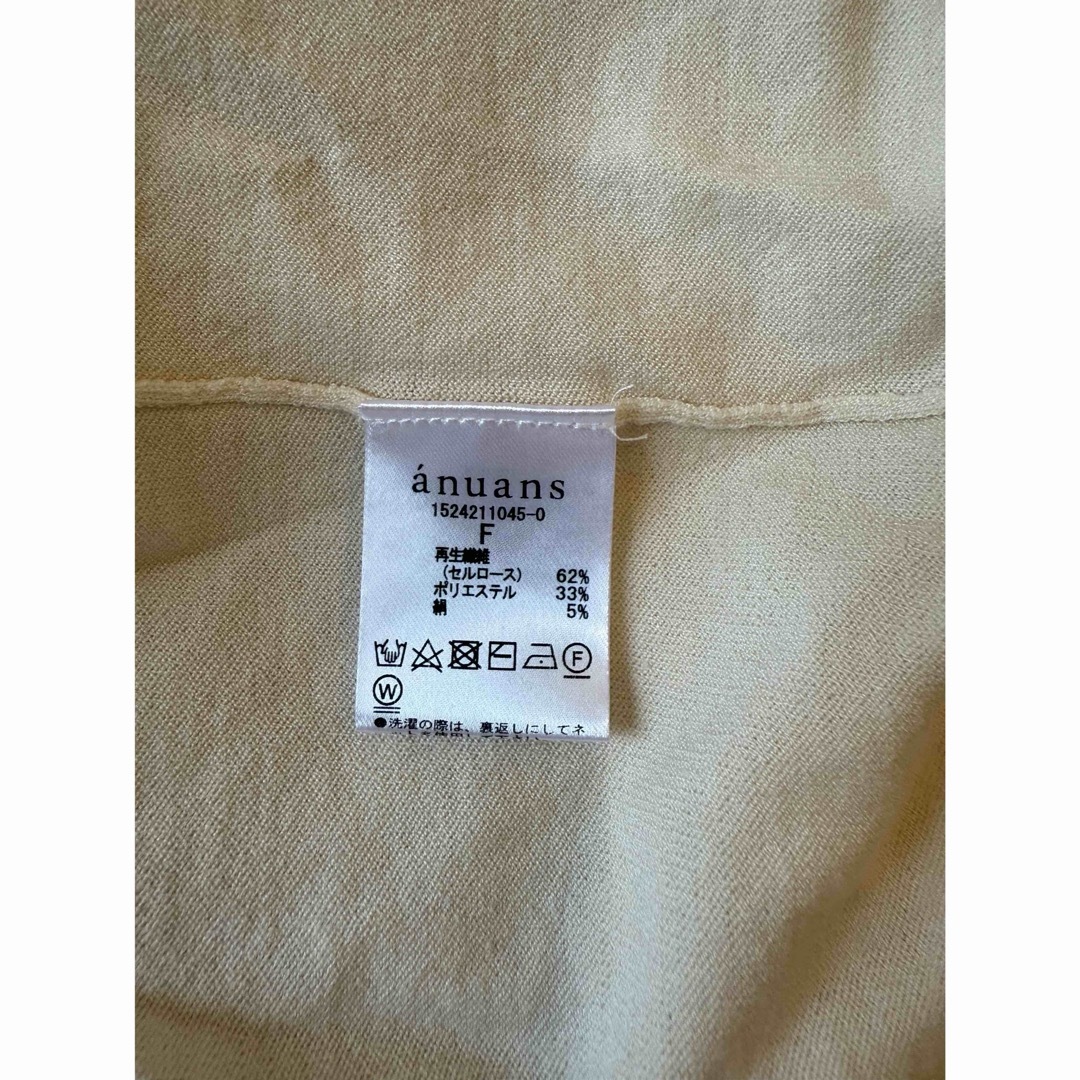 ánuans
1524211045-0
F
再生繊維
(セルロース) 62%
ポリエステル 33%
絹 5%
F
W
●洗濯の際は、裏返しにしてネ